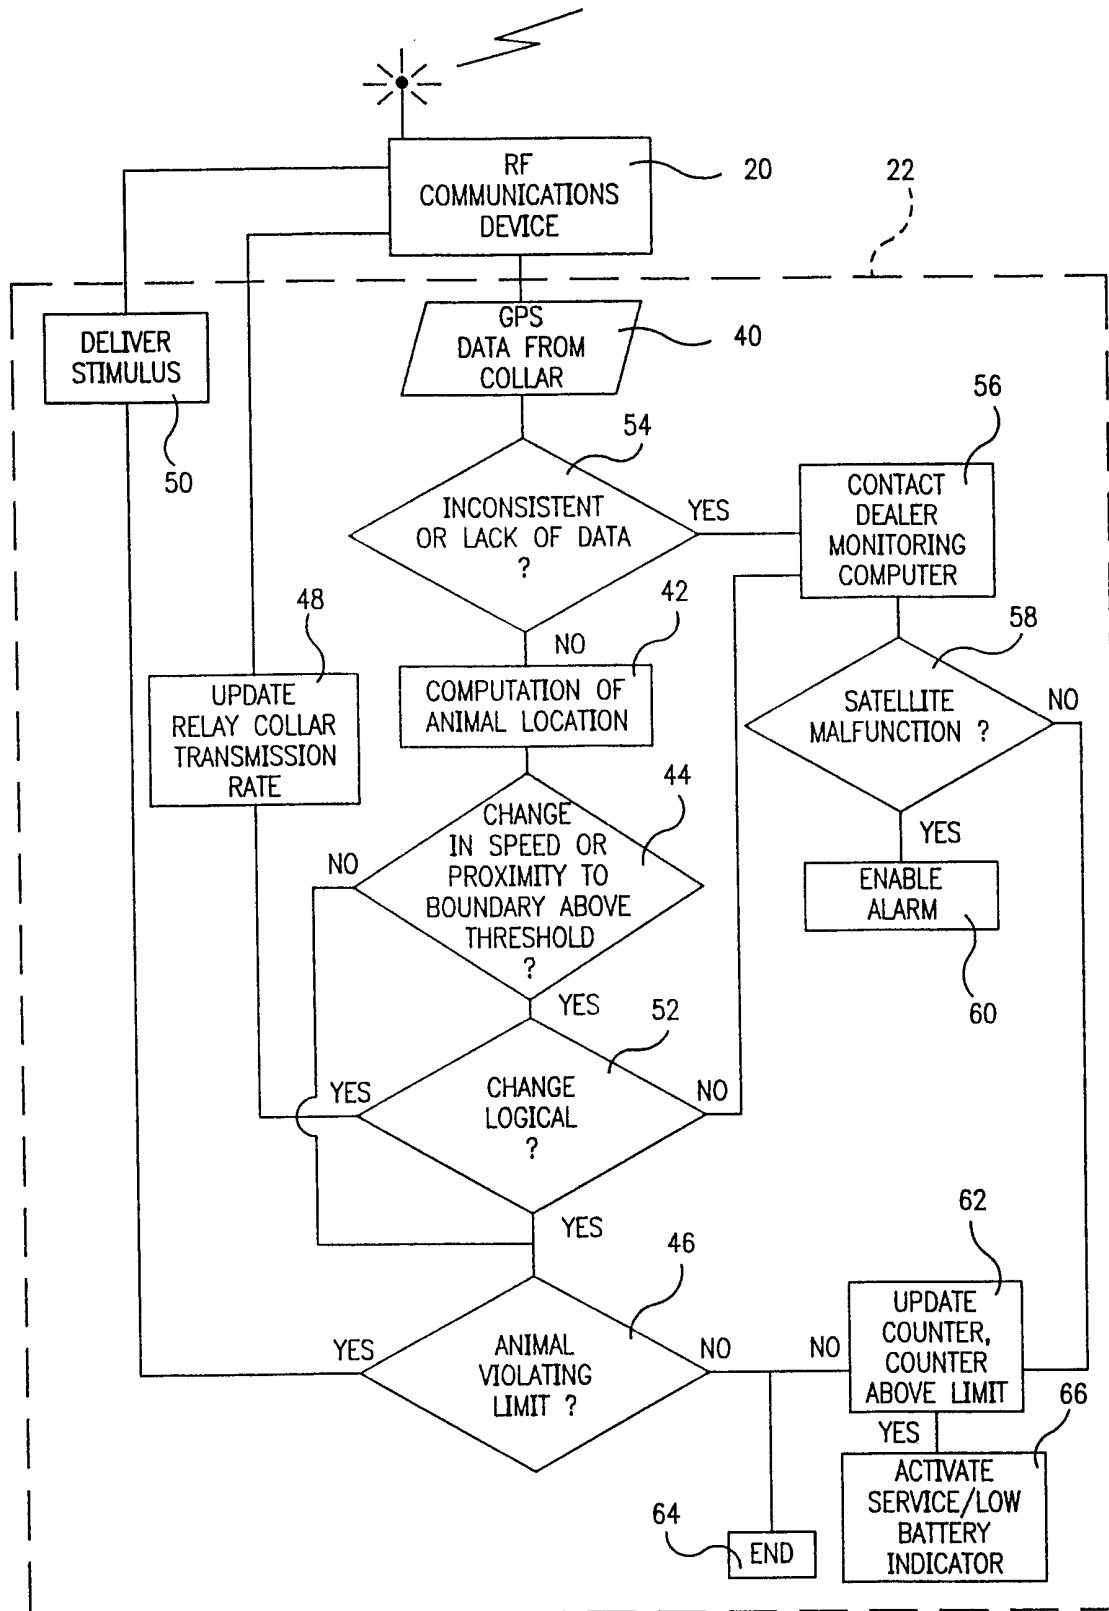 RF
COMMUNICATIONS
DEVICE
20
22
DELIVER
STIMULUS
50
GPS
DATA FROM
COLLAR
40
54
INCONSISTENT
OR LACK OF DATA
?
YES
NO
56
CONTACT
DEALER
MONITORING
COMPUTER
48
UPDATE
RELAY COLLAR
TRANSMISSION
RATE
42
COMPUTATION OF
ANIMAL LOCATION
58
SATELLITE
MALFUNCTION ?
NO
YES
44
CHANGE
IN SPEED OR
PROXIMITY TO
BOUNDARY ABOVE
THRESHOLD
?
NO
YES
ENABLE
ALARM
60
52
CHANGE
LOGICAL
?
YES
NO
YES
46
ANIMAL
VIOLATING
LIMIT ?
YES
NO
NO
62
UPDATE
COUNTER,
COUNTER
ABOVE LIMIT
YES
66
ACTIVATE
SERVICE/LOW
BATTERY
INDICATOR
64
END